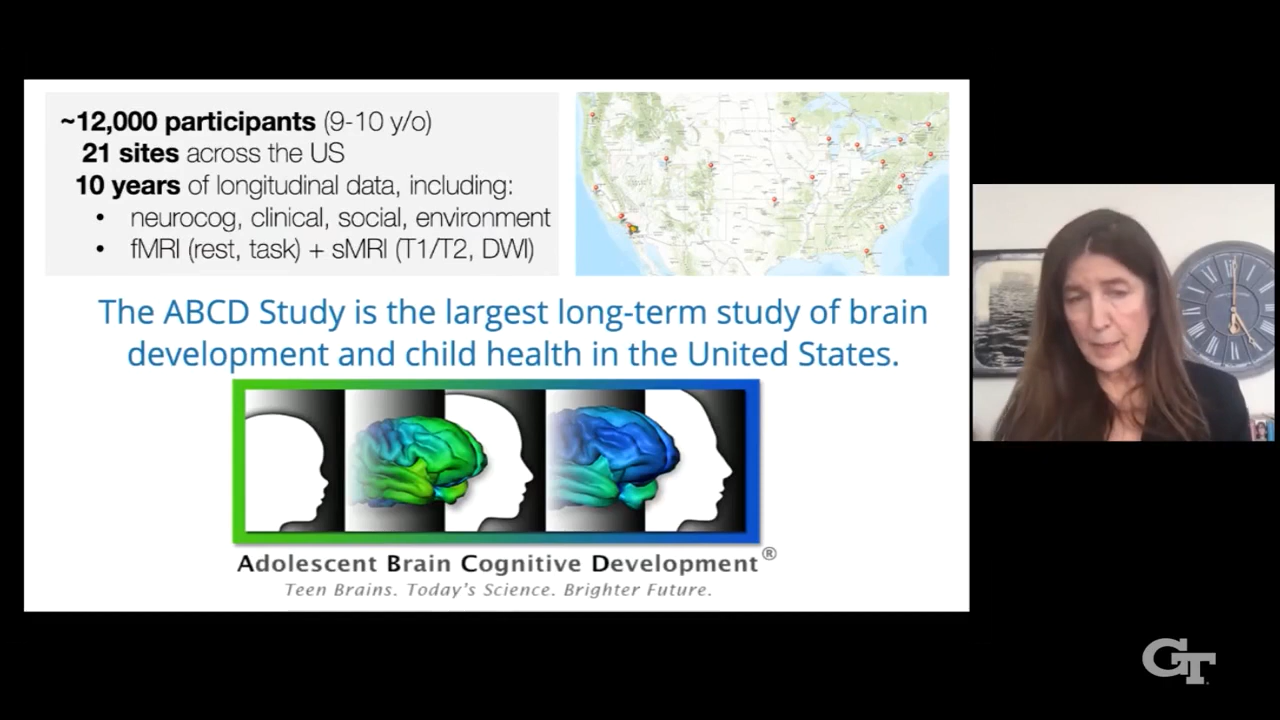 ~12,000 participants (9-10 y/o)
21 sites across the US
10 years of longitudinal data, including:
• neurocog, clinical, social, environment
• fMRI (rest, task) + sMRI (T1/T2, DWI)
The ABCD Study is the largest long-term study of brain
development and child health in the United States.
Adolescent Brain Cognitive Development®
Teen Brains. Today's Science. Brighter Future.
GT